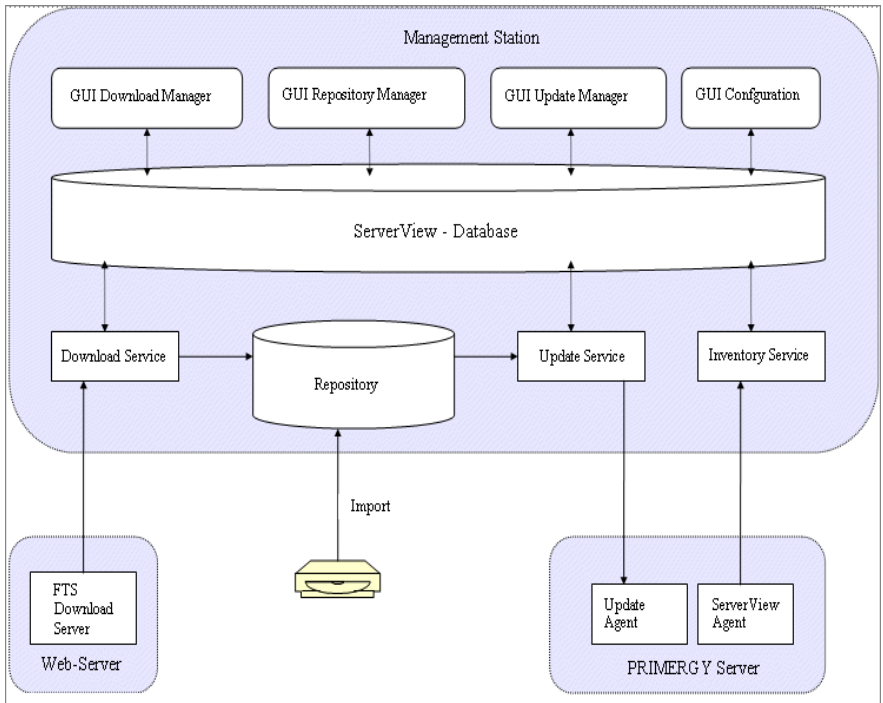 Management Station
GUI Download Manager
GUI Repository Manager
GUI Update Manager
GUI Confguration
ServerView - Database
Download Service
Repository
Update Service
Inventory Service
Import
FTS
Download
Server
Web-Server
Update
Agent
ServerView
Agent
PRIMERGY Server